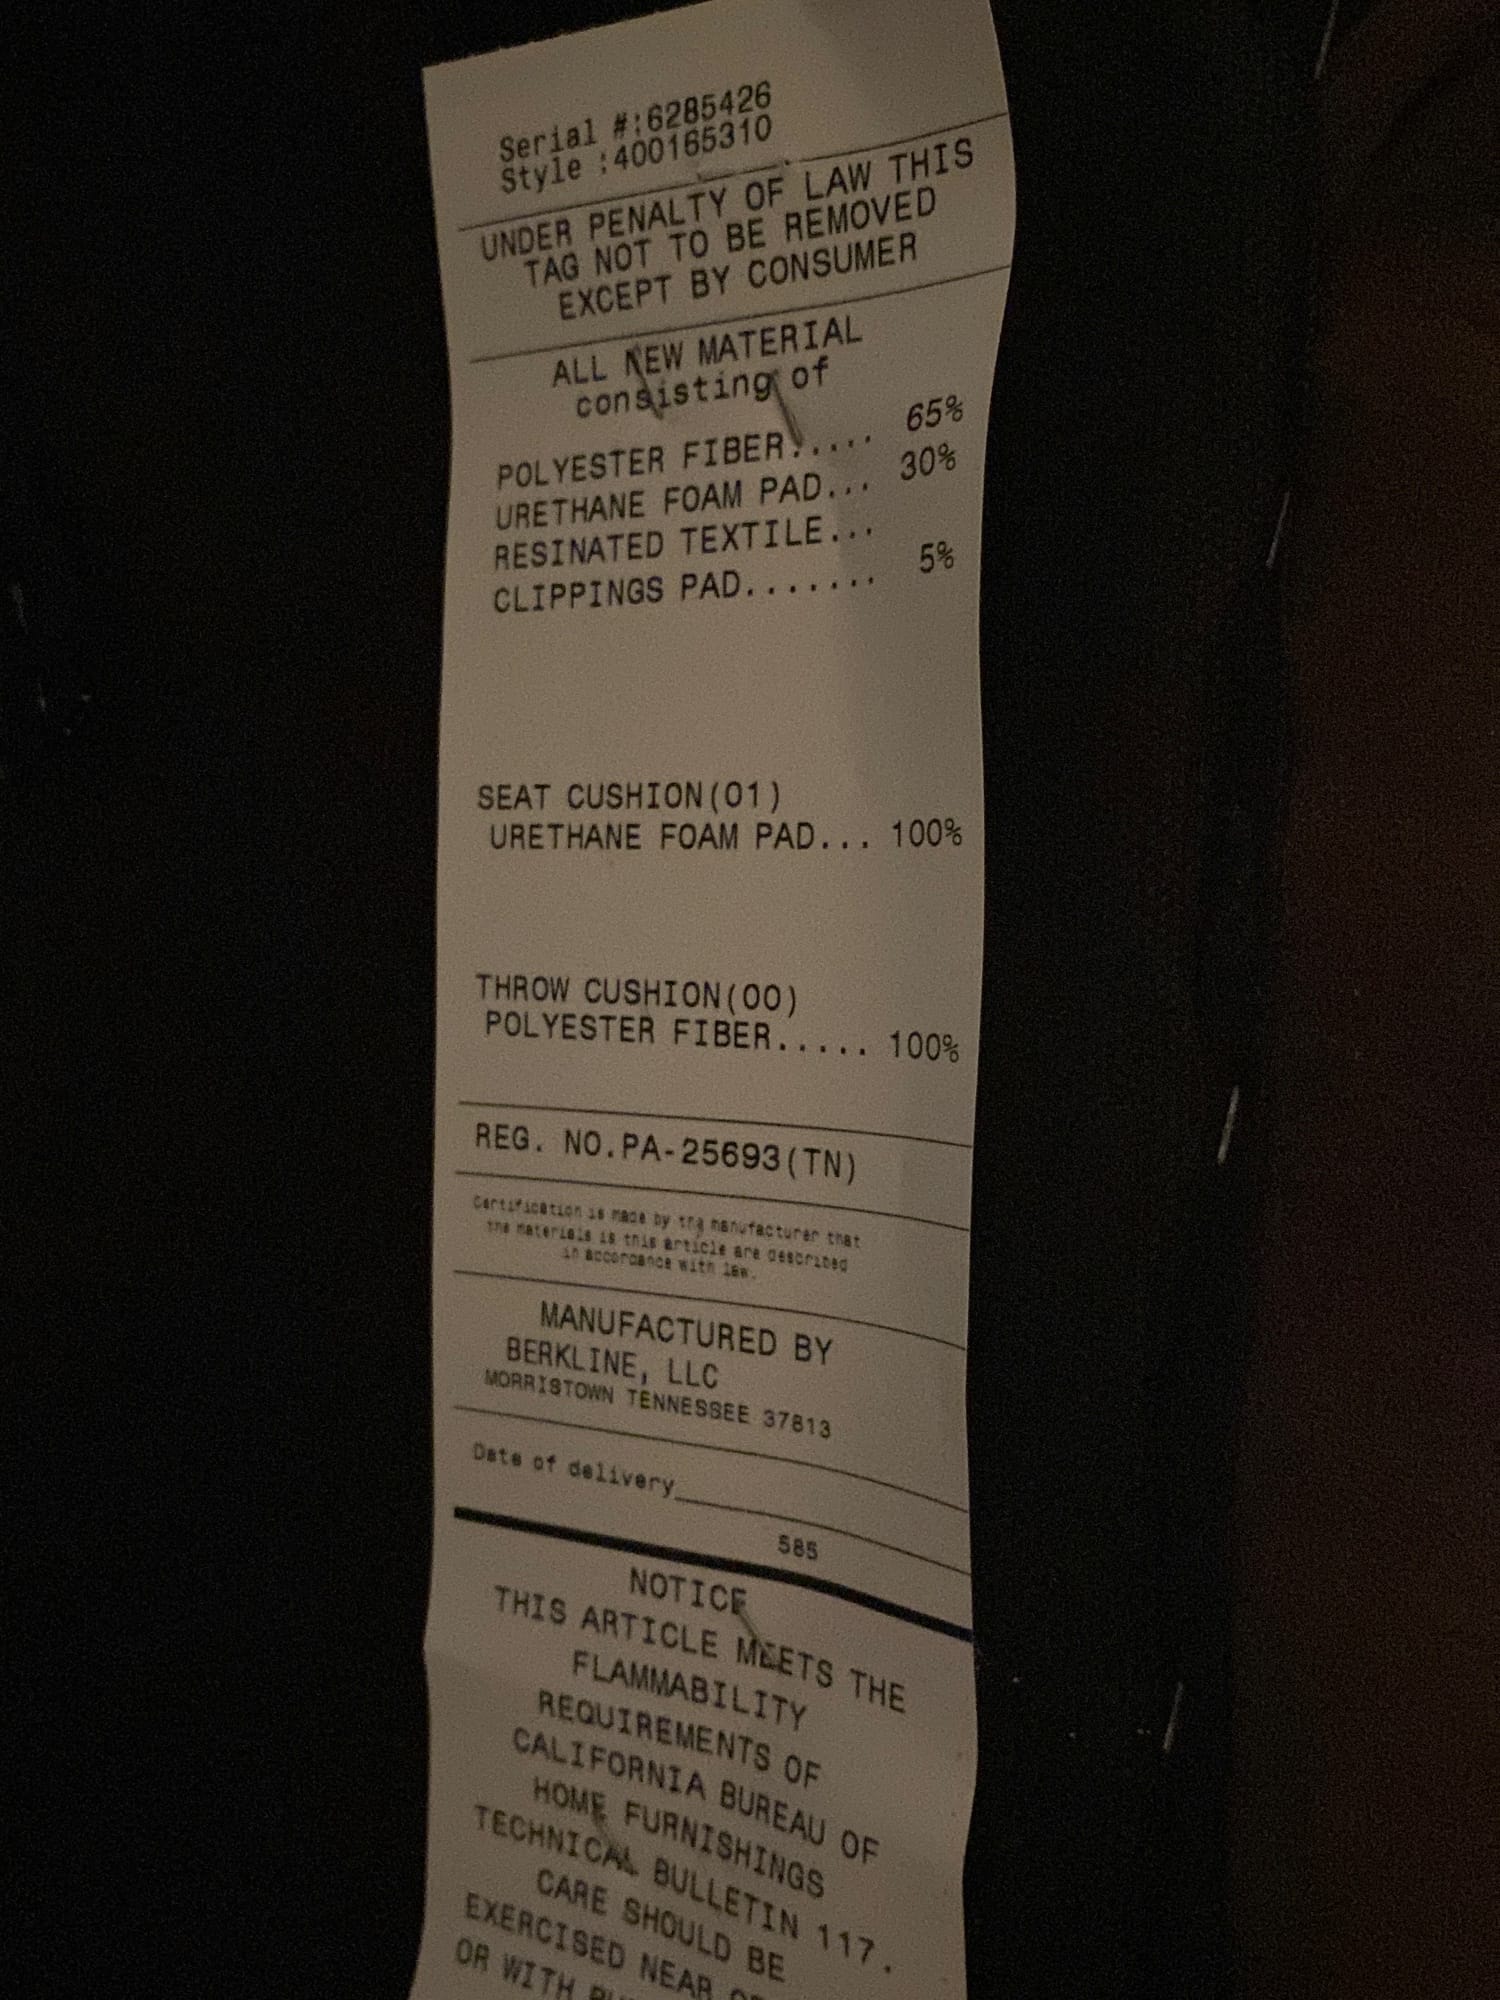 Serial #:6285426
Style :400165310
UNDER PENALTY OF LAW THIS
TAG NOT TO BE REMOVED
EXCEPT BY CONSUMER
ALL NEW MATERIAL
consisting of
POLYESTER FIBER..... 65%
URETHANE FOAM PAD... 30%
RESINATED TEXTILE...
CLIPPINGS PAD....... 5%
SEAT CUSHION(01)
URETHANE FOAM PAD... 100%
THROW CUSHION(00)
POLYESTER FIBER..... 100%
REG. NO.PA-25693(TN)
Certification is made by the manufacturer that
the materials is this article are described
in accordance with law.
MANUFACTURED BY
BERKLINE, LLC
MORRISTOWN TENNESSEE 37813
Date of delivery
585
NOTICE
THIS ARTICLE MEETS THE
FLAMMABILITY
REQUIREMENTS OF
CALIFORNIA BUREAU OF
HOME FURNISHINGS
TECHNICAL BULLETIN 117.
CARE SHOULD BE
EXERCISED NEAR
OR WITH